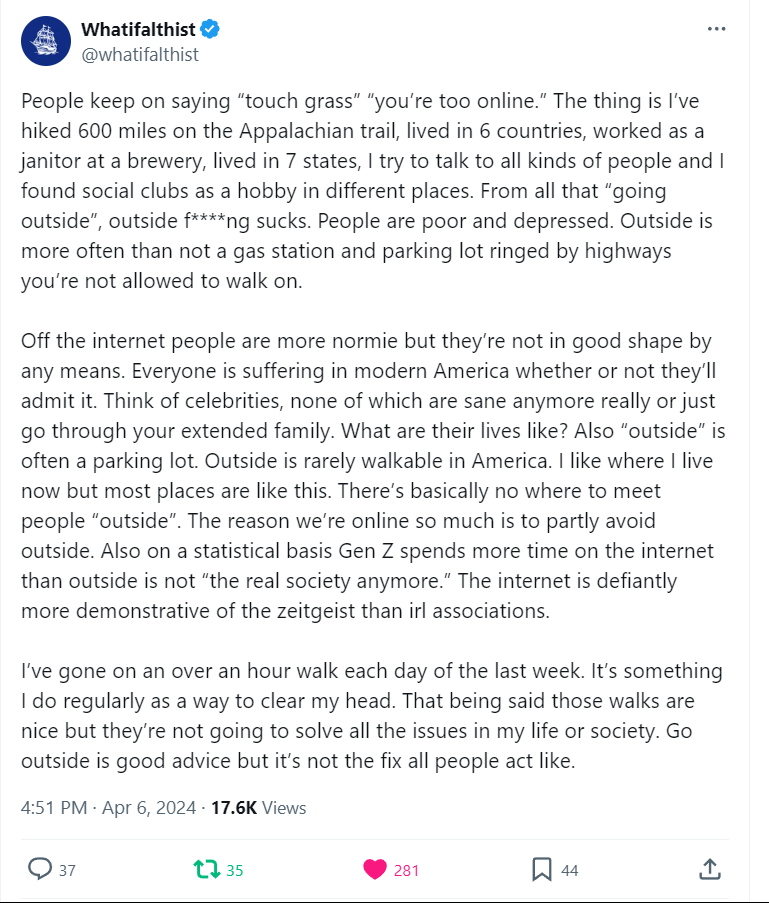 Whatifalthist
@whatifalthist
People keep on saying “touch grass” “you’re too online.” The thing is I’ve
hiked 600 miles on the Appalachian trail, lived in 6 countries, worked as a
janitor at a brewery, lived in 7 states, I try to talk to all kinds of people and I
found social clubs as a hobby in different places. From all that “going
outside”, outside f****ng sucks. People are poor and depressed. Outside is
more often than not a gas station and parking lot ringed by highways
you’re not allowed to walk on.
Off the internet people are more normie but they’re not in good shape by
any means. Everyone is suffering in modern America whether or not they’ll
admit it. Think of celebrities, none of which are sane anymore really or just
go through your extended family. What are their lives like? Also “outside” is
often a parking lot. Outside is rarely walkable in America. I like where I live
now but most places are like this. There’s basically no where to meet
people “outside”. The reason we’re online so much is to partly avoid
outside. Also on a statistical basis Gen Z spends more time on the internet
than outside is not “the real society anymore.” The internet is defiantly
more demonstrative of the zeitgeist than irl associations.
I’ve gone on an over an hour walk each day of the last week. It’s something
I do regularly as a way to clear my head. That being said those walks are
nice but they’re not going to solve all the issues in my life or society. Go
outside is good advice but it’s not the fix all people act like.
4:51 PM · Apr 6, 2024 · 17.6K Views
37 35 281 44